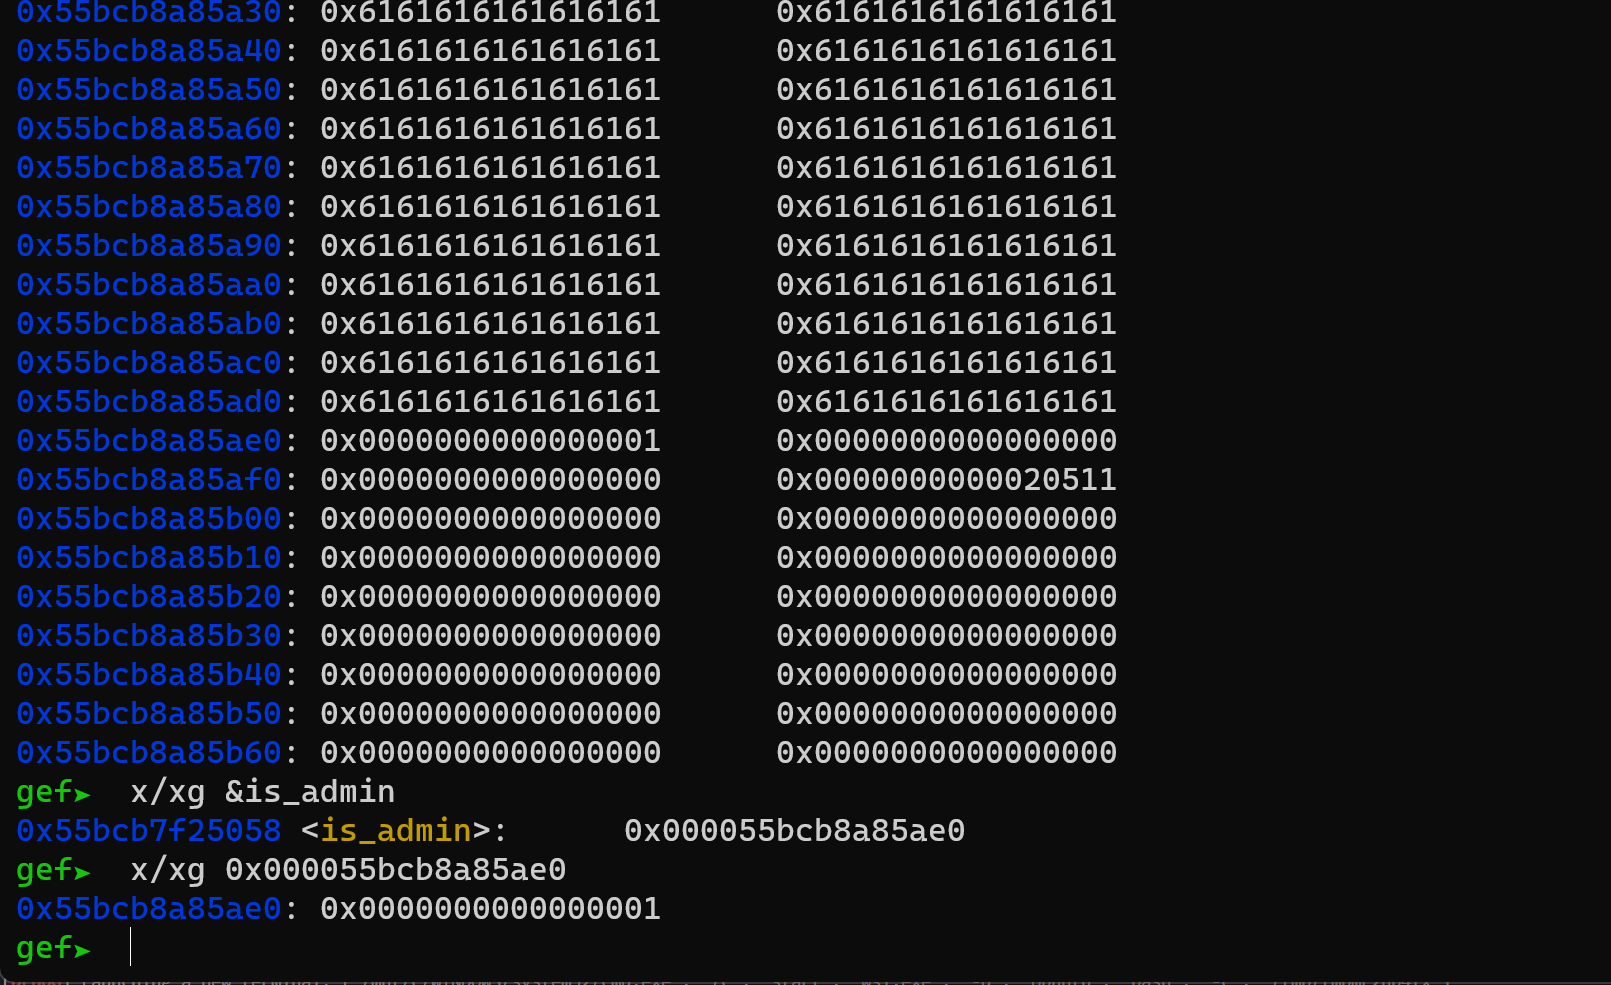 0x55bcb8a85a30: 0x6161616161616161 0x6161616161616161
0x55bcb8a85a40: 0x6161616161616161 0x6161616161616161
0x55bcb8a85a50: 0x6161616161616161 0x6161616161616161
0x55bcb8a85a60: 0x6161616161616161 0x6161616161616161
0x55bcb8a85a70: 0x6161616161616161 0x6161616161616161
0x55bcb8a85a80: 0x6161616161616161 0x6161616161616161
0x55bcb8a85a90: 0x6161616161616161 0x6161616161616161
0x55bcb8a85aa0: 0x6161616161616161 0x6161616161616161
0x55bcb8a85ab0: 0x6161616161616161 0x6161616161616161
0x55bcb8a85ac0: 0x6161616161616161 0x6161616161616161
0x55bcb8a85ad0: 0x6161616161616161 0x6161616161616161
0x55bcb8a85ae0: 0x0000000000000001 0x0000000000000000
0x55bcb8a85af0: 0x0000000000000000 0x0000000000020511
0x55bcb8a85b00: 0x0000000000000000 0x0000000000000000
0x55bcb8a85b10: 0x0000000000000000 0x0000000000000000
0x55bcb8a85b20: 0x0000000000000000 0x0000000000000000
0x55bcb8a85b30: 0x0000000000000000 0x0000000000000000
0x55bcb8a85b40: 0x0000000000000000 0x0000000000000000
0x55bcb8a85b50: 0x0000000000000000 0x0000000000000000
0x55bcb8a85b60: 0x0000000000000000 0x0000000000000000
gef➤ x/xg &is_admin
0x55bcb7f25058 <is_admin>: 0x000055bcb8a85ae0
gef➤ x/xg 0x000055bcb8a85ae0
0x55bcb8a85ae0: 0x0000000000000001
gef➤